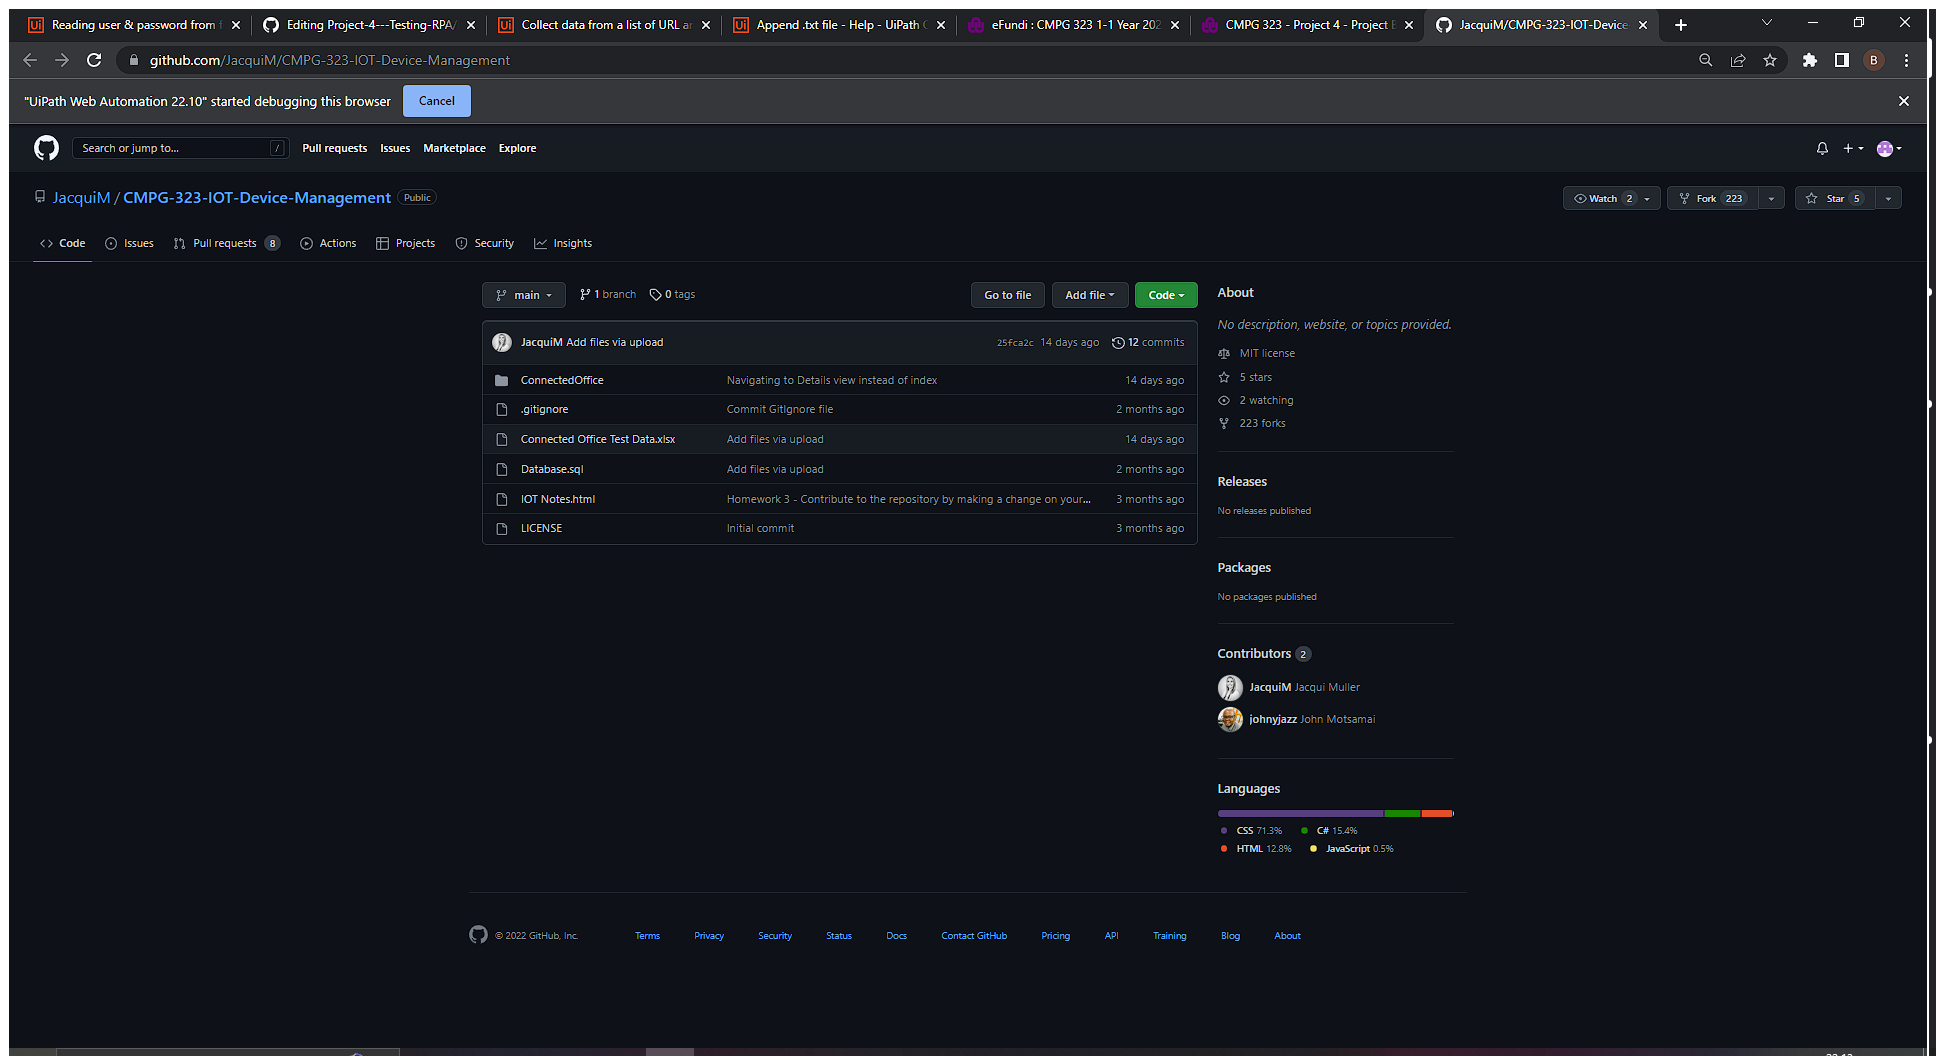 Reading user & password from
Editing Project-4---Testing-RPA/
Collect data from a list of URL ar
Append .txt file - Help - UiPath
eFundi : CMPG 323 1-1 Year 202
CMPG 323 - Project 4 - Project
JacquiM/CMPG-323-IOT-Device-
github.com/JacquiM/CMPG-323-IOT-Device-Management
B
"UiPath Web Automation 22.10" started debugging this browser
Cancel
Search or jump to...
/
Pull requests
Issues
Marketplace
Explore
JacquiM / CMPG-323-IOT-Device-Management
Public
Watch 2
Fork 223
Star 5
Code
Issues
Pull requests 8
Actions
Projects
Security
Insights
main
1 branch
0 tags
Go to file
Add file
Code
JacquiM Add files via upload
25fca2c 14 days ago
12 commits
ConnectedOffice
Navigating to Details view instead of index
14 days ago
.gitignore
Commit GitIgnore file
2 months ago
Connected Office Test Data.xlsx
Add files via upload
14 days ago
Database.sql
Add files via upload
2 months ago
IOT Notes.html
Homework 3 - Contribute to the repository by making a change on your...
3 months ago
LICENSE
Initial commit
3 months ago
About
No description, website, or topics provided.
MIT license
5 stars
2 watching
223 forks
Releases
No releases published
Packages
No packages published
Contributors 2
JacquiM Jacqui Muller
johnyjazz John Motsamai
Languages
CSS 71.3%
C# 15.4%
HTML 12.8%
JavaScript 0.5%
© 2022 GitHub, Inc.
Terms
Privacy
Security
Status
Docs
Contact GitHub
Pricing
API
Training
Blog
About